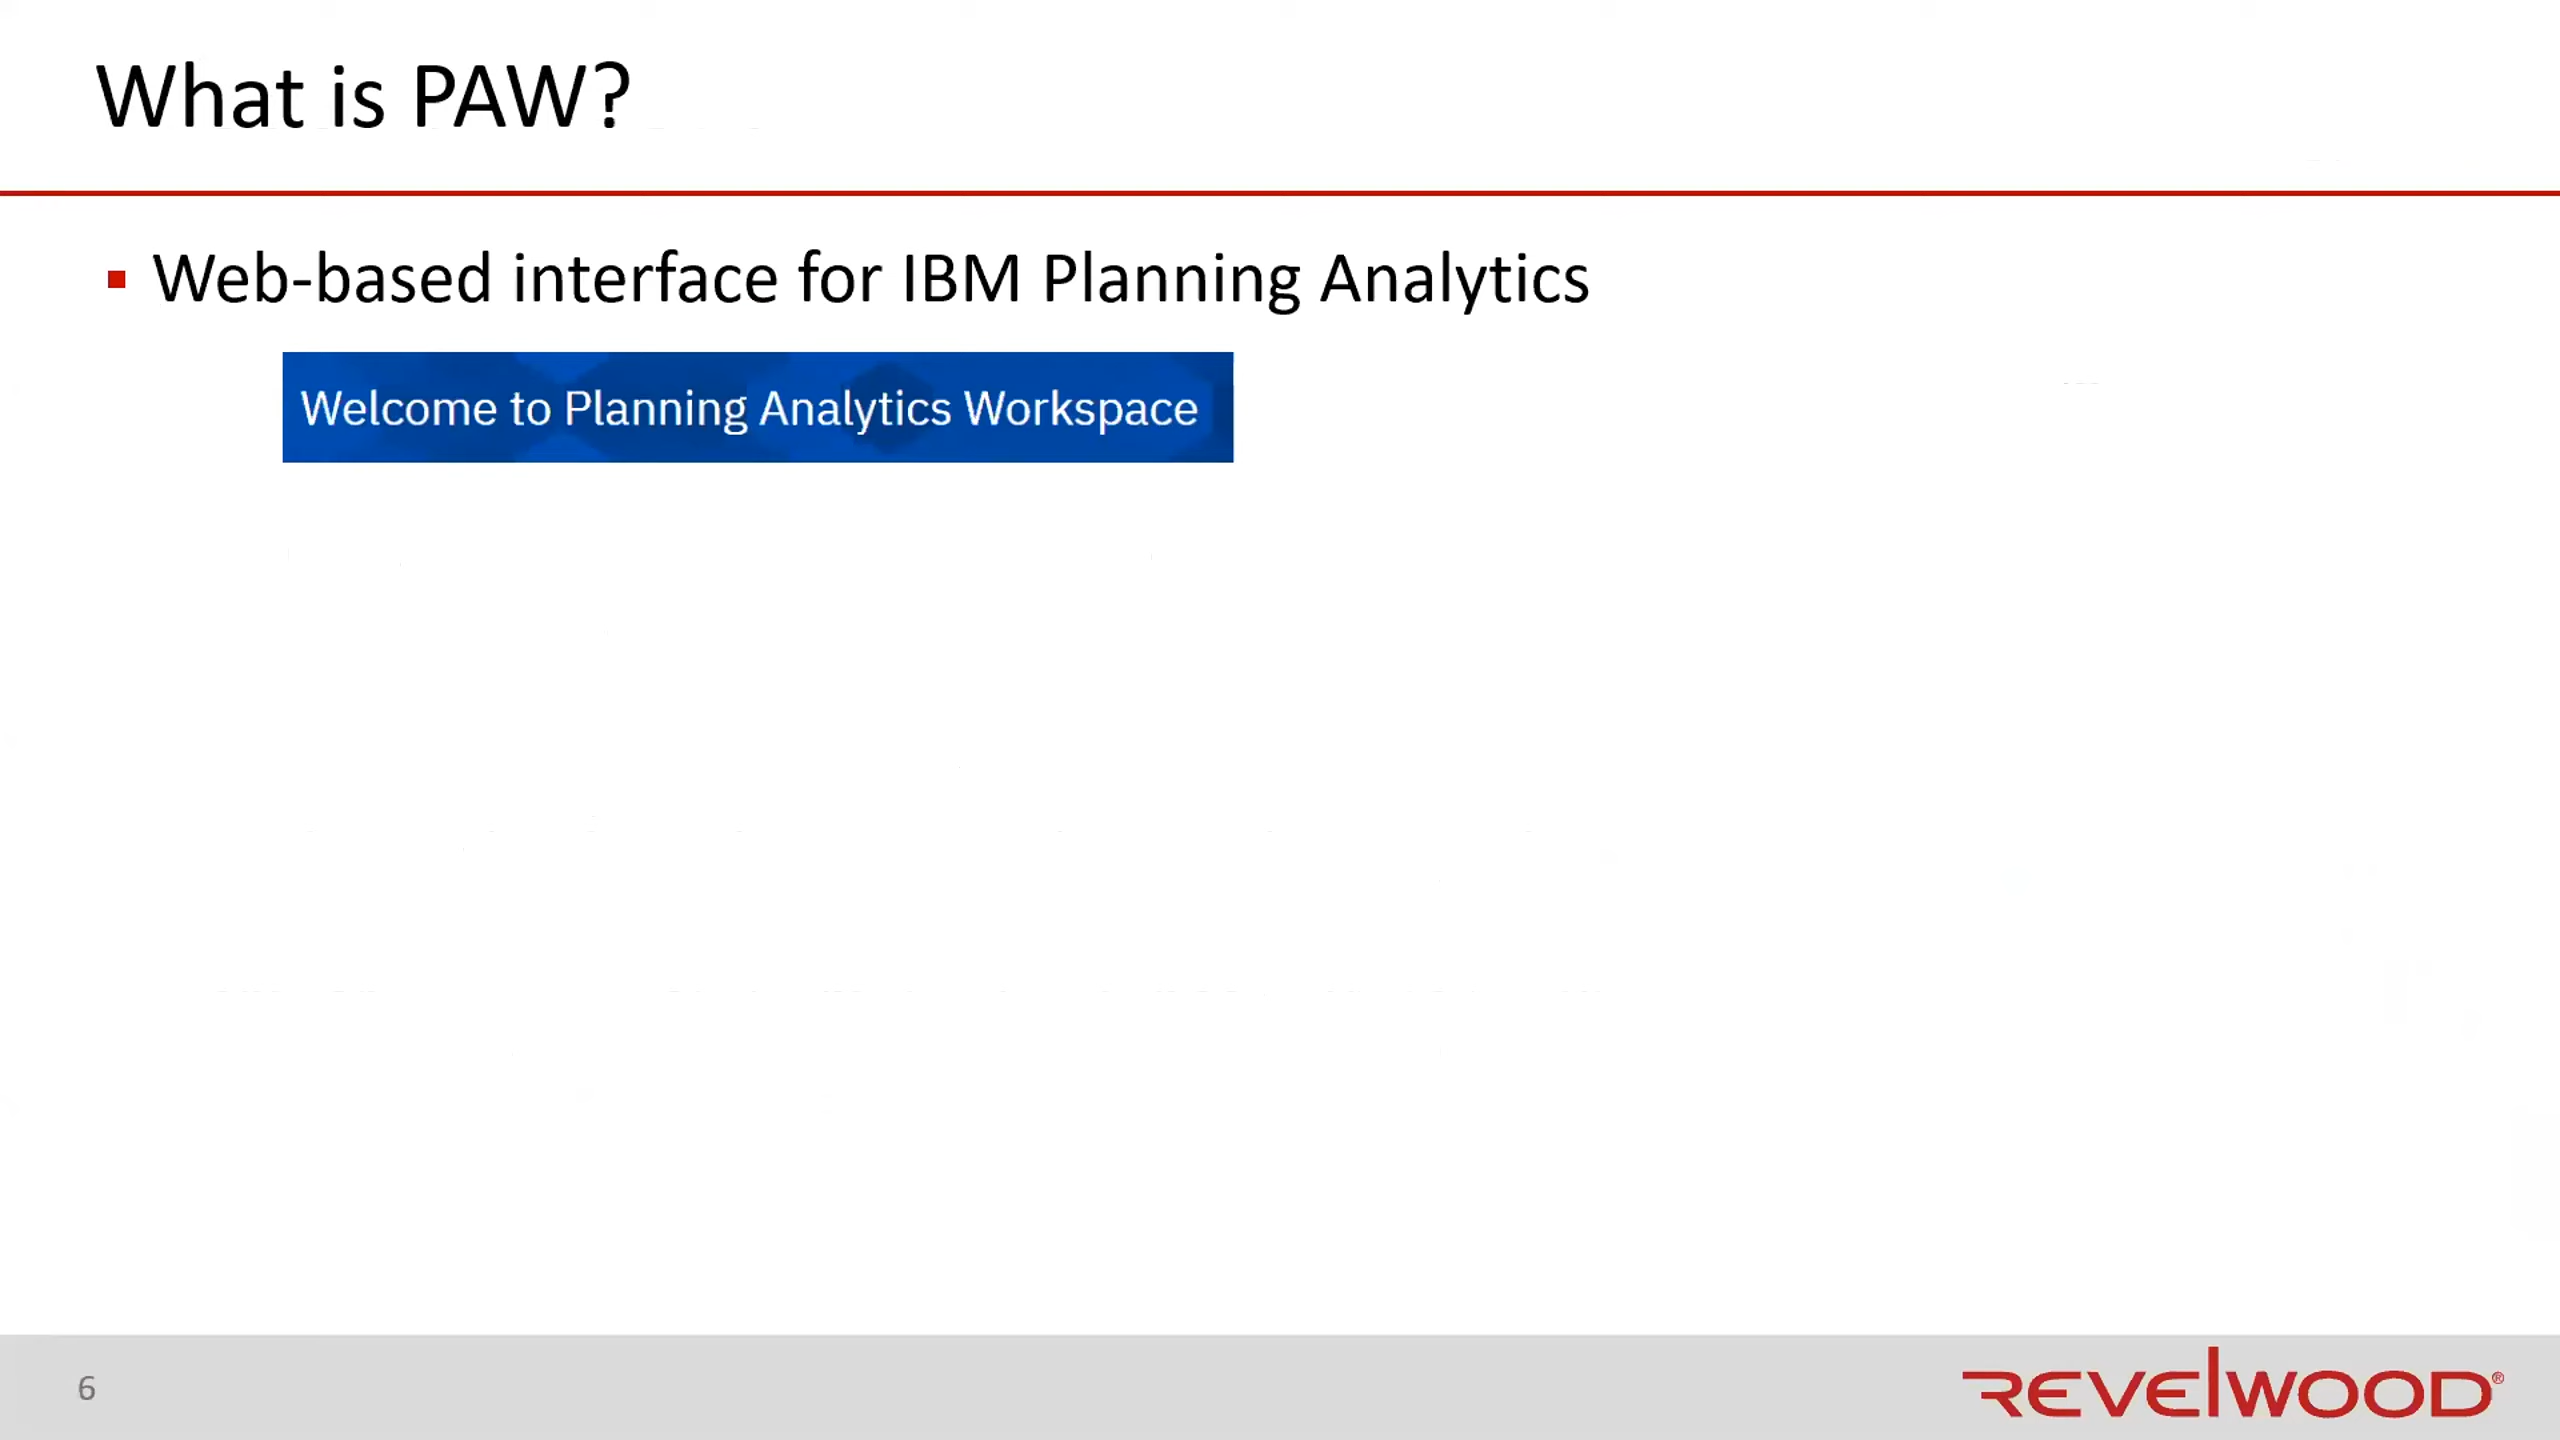 What is PAW?
Web-based interface for IBM Planning Analytics
Welcome to Planning Analytics Workspace
6
REVELWOOD®